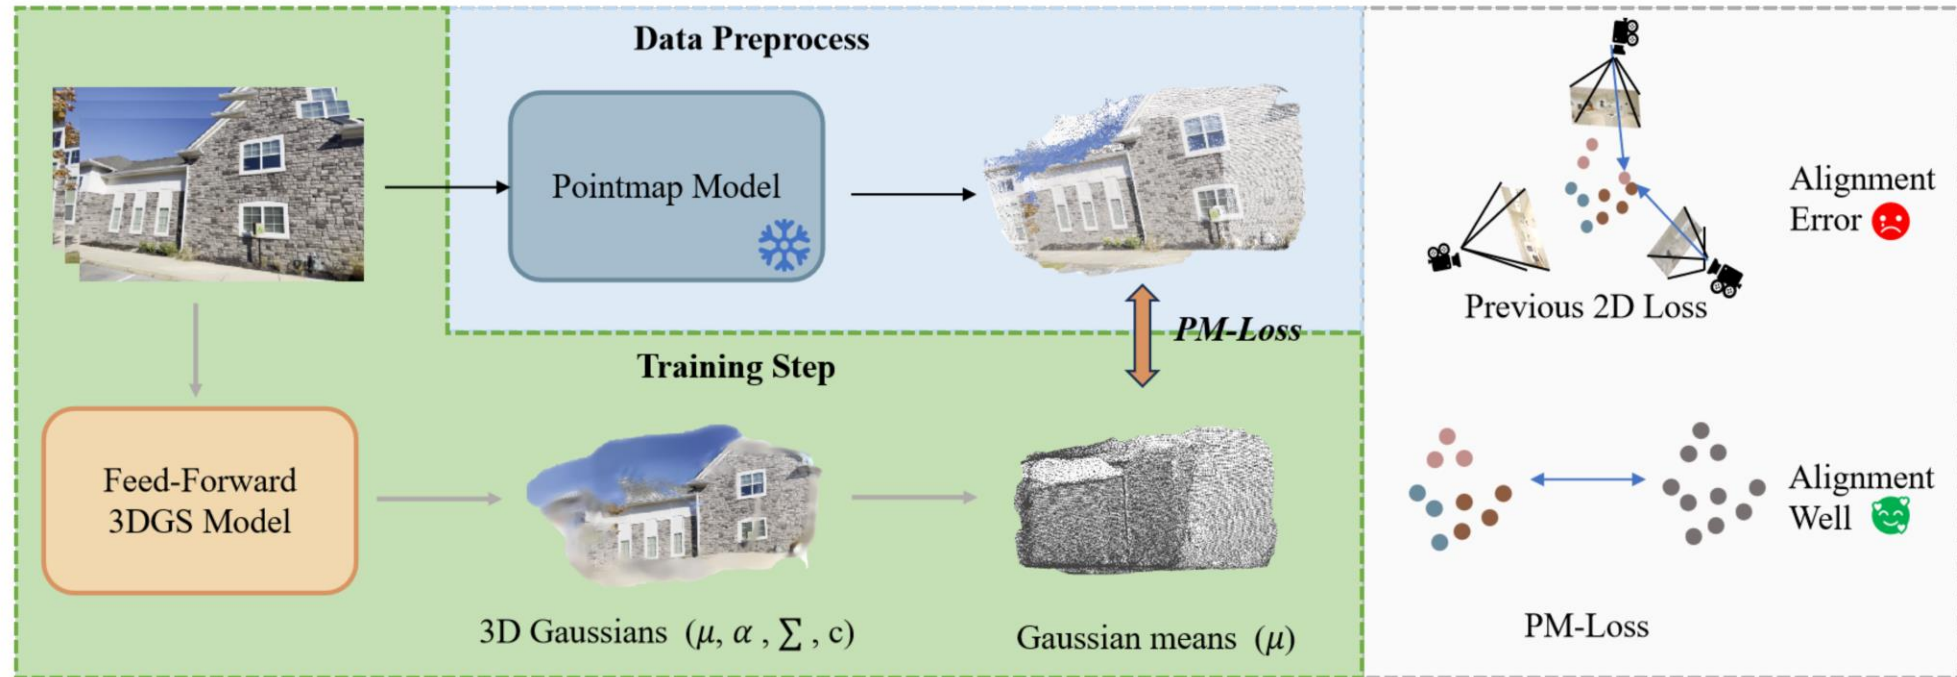 Data Preprocess
Pointmap Model
PM-Loss
Training Step
Feed-Forward
3DGS Model
3D Gaussians (μ, α , ∑ , c)
Gaussian means (μ)
Alignment
Error
Previous 2D Loss
Alignment
Well
PM-Loss